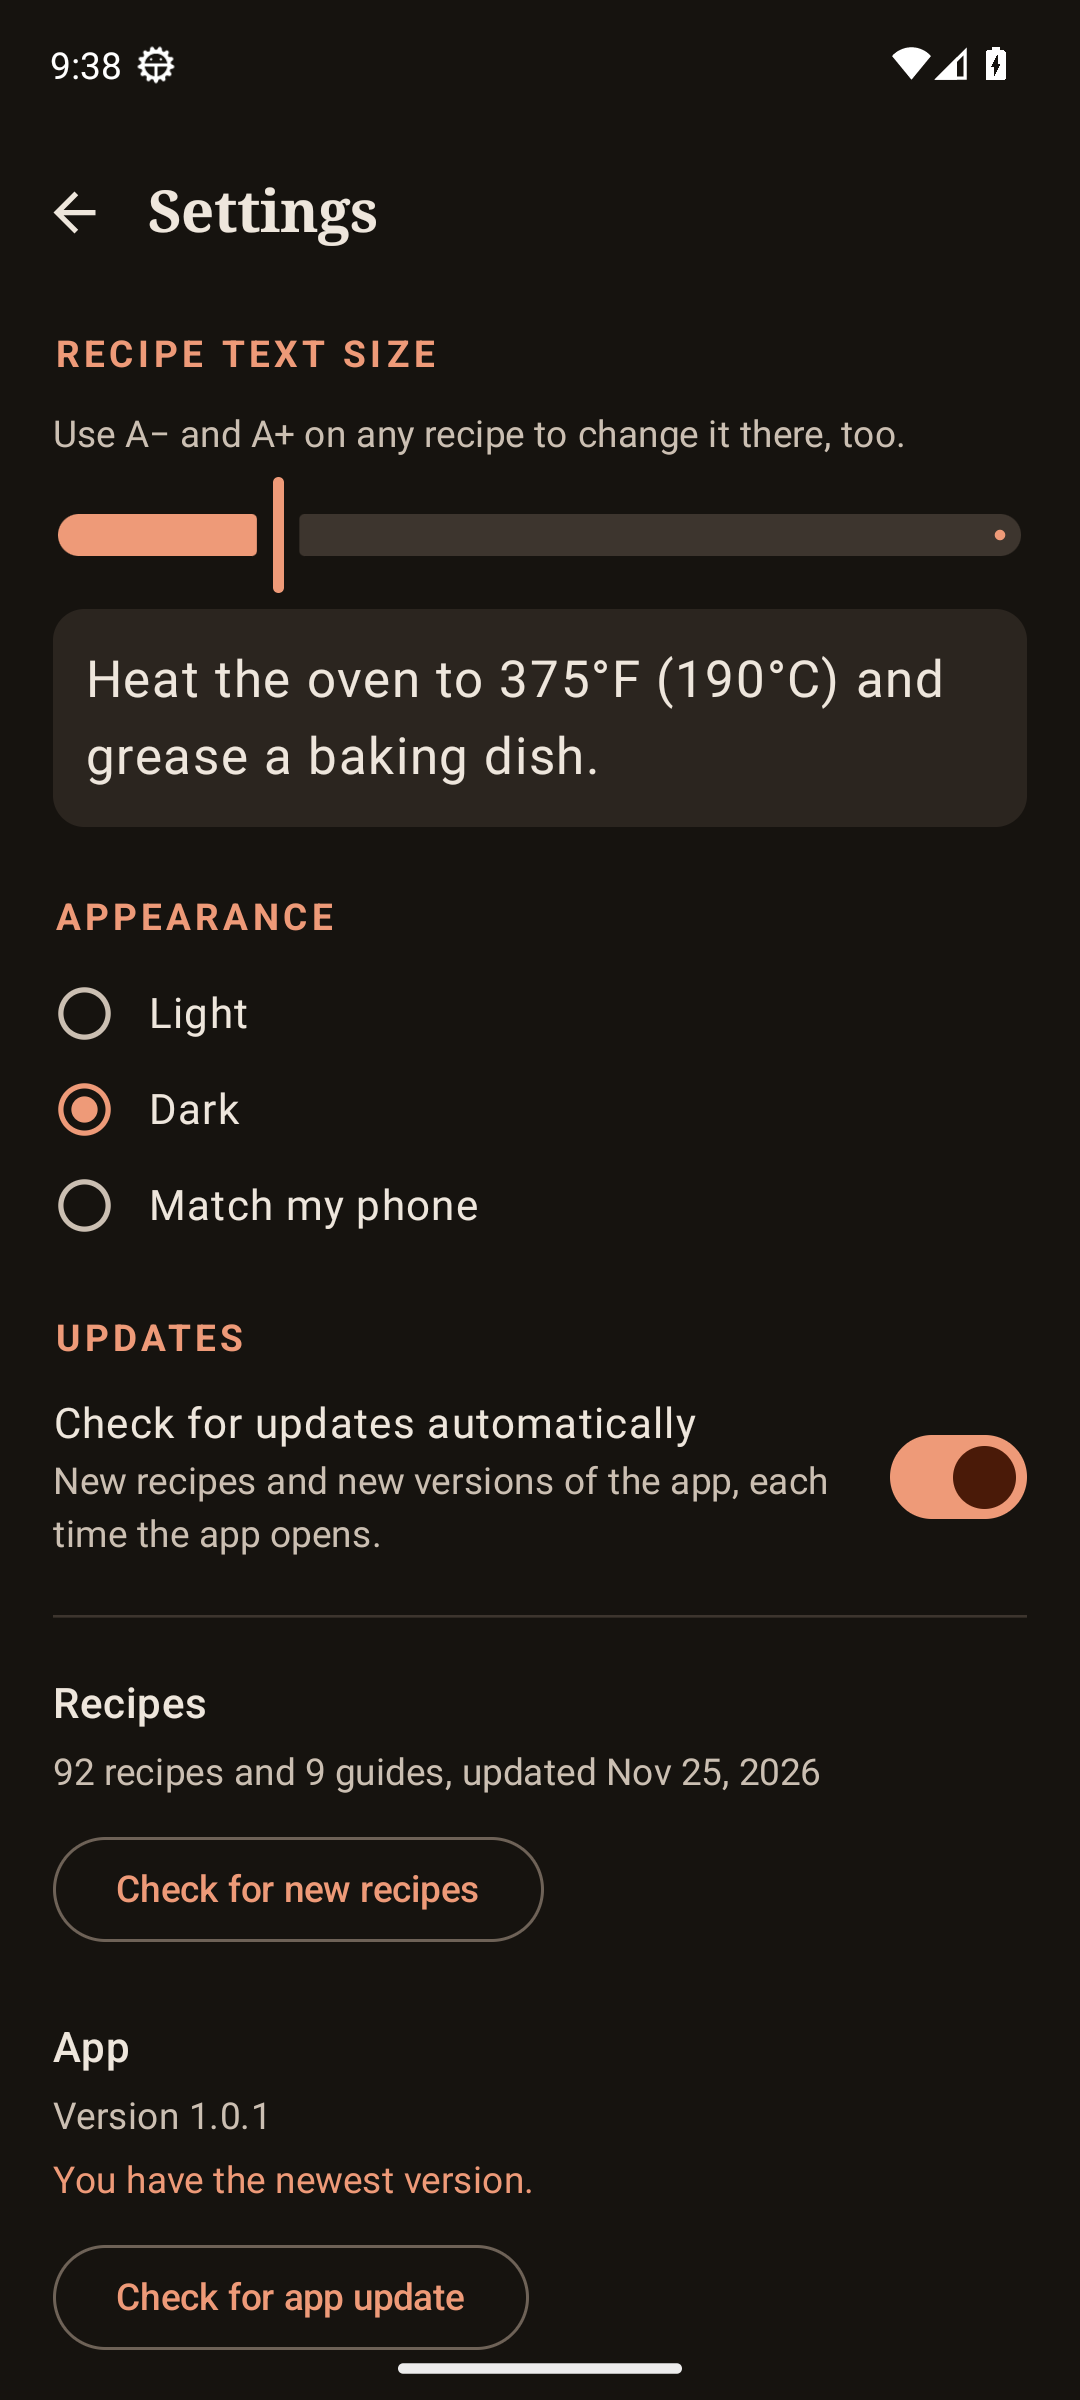 9:38
Settings
RECIPE TEXT SIZE
Use A− and A+ on any recipe to change it there, too.
Heat the oven to 375°F (190°C) and
grease a baking dish.
APPEARANCE
Light
Dark
Match my phone
UPDATES
Check for updates automatically
New recipes and new versions of the app, each
time the app opens.
Recipes
92 recipes and 9 guides, updated Nov 25, 2026
Check for new recipes
App
Version 1.0.1
You have the newest version.
Check for app update